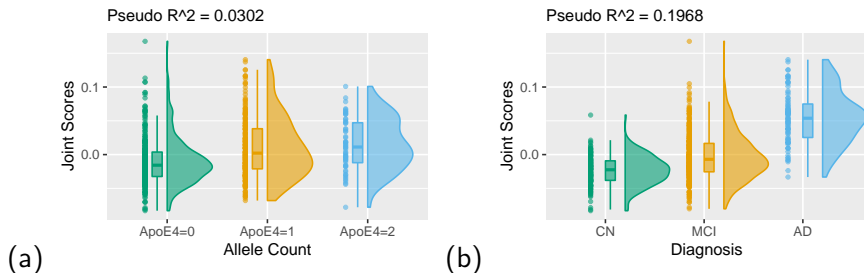 Pseudo R^2 = 0.0302
Joint Scores
0.1
0.0
ApoE4=0 ApoE4=1 ApoE4=2
Allele Count
(a)
Pseudo R^2 = 0.1968
Joint Scores
0.1
0.0
CN MCI AD
Diagnosis
(b)